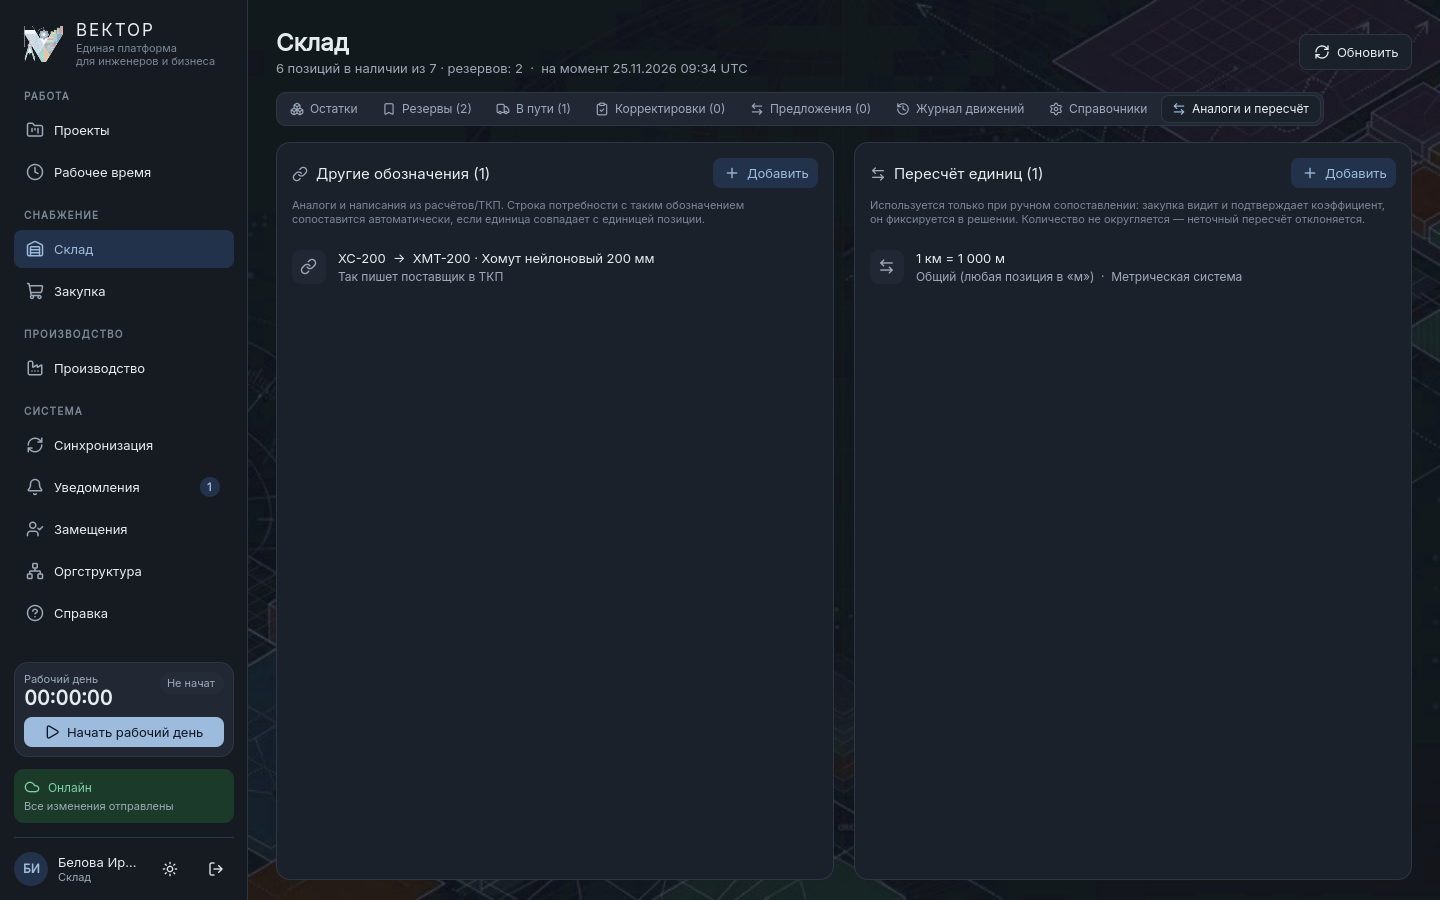 ВЕКТОР
Единая платформа
для инженеров и бизнеса
РАБОТА
Проекты
Рабочее время
СНАБЖЕНИЕ
Склад
Закупка
ПРОИЗВОДСТВО
Производство
СИСТЕМА
Синхронизация
Уведомления 1
Замещения
Оргструктура
Справка
Рабочий день
Не начат
00:00:00
Начать рабочий день
Онлайн
Все изменения отправлены
БИ
Белова Ир...
Склад
Склад
6 позиций в наличии из 7 · резервов: 2 · на момент 25.11.2026 09:34 UTC
Обновить
Остатки Резервы (2) В пути (1) Корректировки (0) Предложения (0) Журнал движений Справочники Аналоги и пересчёт
Другие обозначения (1)
Добавить
Аналоги и написания из расчётов/ТКП. Строка потребности с таким обозначением
сопоставится автоматически, если единица совпадает с единицей позиции.
ХС-200 → ХМТ-200 · Хомут нейлоновый 200 мм
Так пишет поставщик в ТКП
Пересчёт единиц (1)
Добавить
Используется только при ручном сопоставлении: закупка видит и подтверждает коэффициент,
он фиксируется в решении. Количество не округляется — неточный пересчёт отклоняется.
1 км = 1 000 м
Общий (любая позиция в «м») · Метрическая система